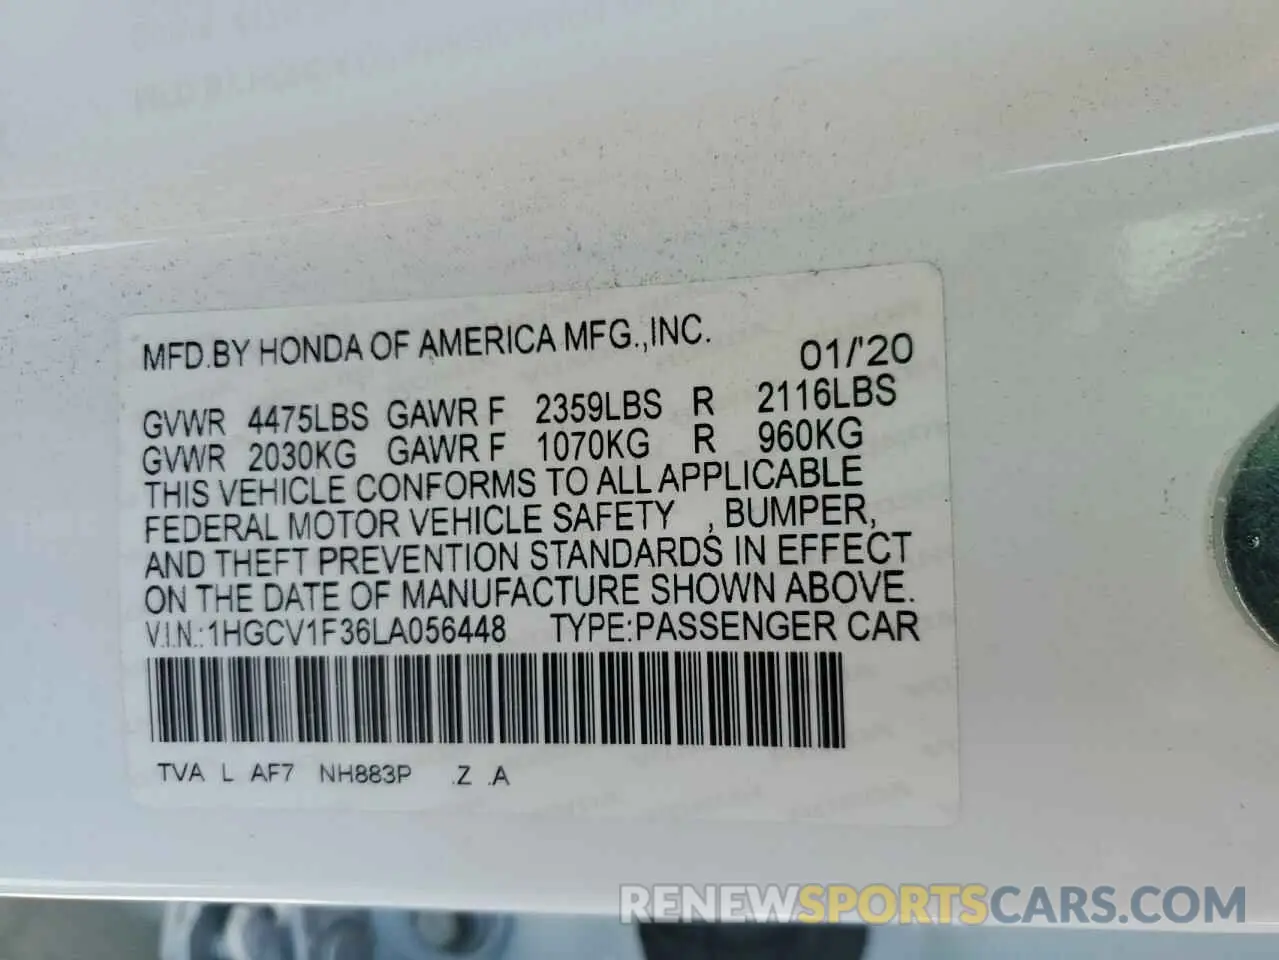 MFD.BY HONDA OF AMERICA MFG.,INC. 01/'20
GVWR 4475LBS GAWR F 2359LBS R 2116LBS
GVWR 2030KG GAWR F 1070KG R 960KG
THIS VEHICLE CONFORMS TO ALL APPLICABLE
FEDERAL MOTOR VEHICLE SAFETY , BUMPER,
AND THEFT PREVENTION STANDARDS IN EFFECT
ON THE DATE OF MANUFACTURE SHOWN ABOVE.
V.I.N.:1HGCV1F36LA056448 TYPE:PASSENGER CAR
TVA L AF7 NH883P .Z .A
RENEWSPORTSCARS.COM